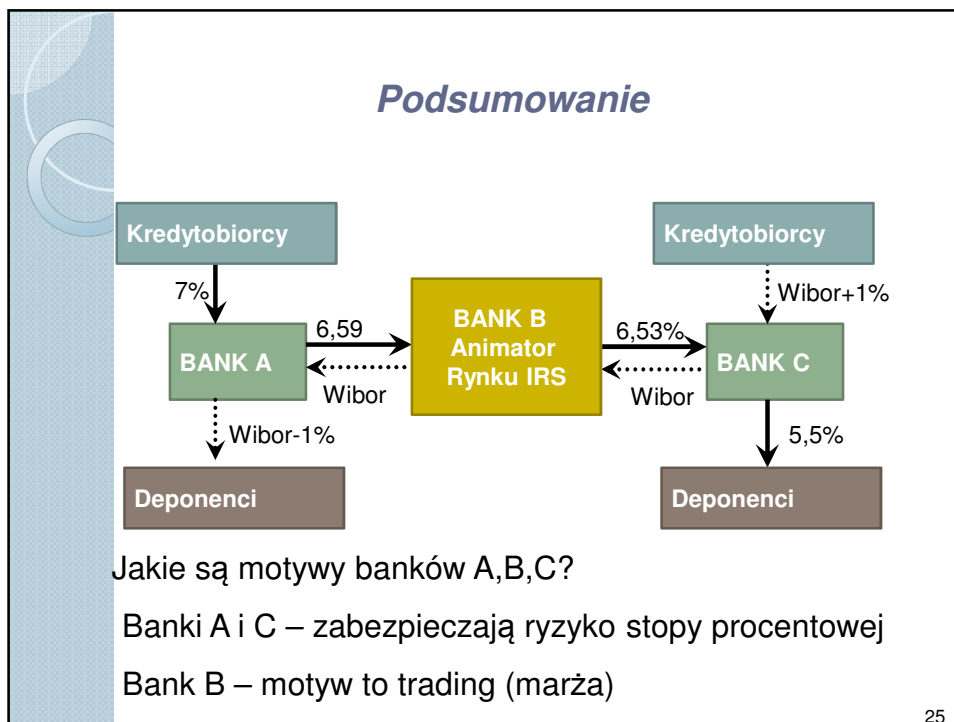 Podsumowanie
Kredytobiorcy
Kredytobiorcy
7%
Wibor+1%
BANK A
6,59
BANK B
Animator
Rynku IRS
6,53%
BANK C
Wibor
Wibor
Wibor-1%
5,5%
Deponenci
Deponenci
Jakie są motywy banków A,B,C?
Banki A i C – zabezpieczają ryzyko stopy procentowej
Bank B – motyw to trading (marża)
25